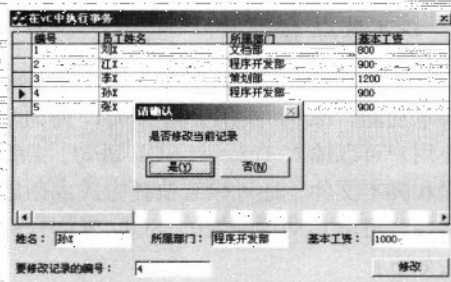 在VC中执行事务
编号 员工姓名 所属部门 基本工资
1 刘X 文档部 800
2 江X 程序开发部 900
3 李X 策划部 1200
4 孙X 程序开发部 900
5 张X 900
请确认
是否修改当前记录
是(Y) 否(N)
姓名： 孙X 所属部门： 程序开发部 基本工资： 1000
要修改记录的编号： 4 修改